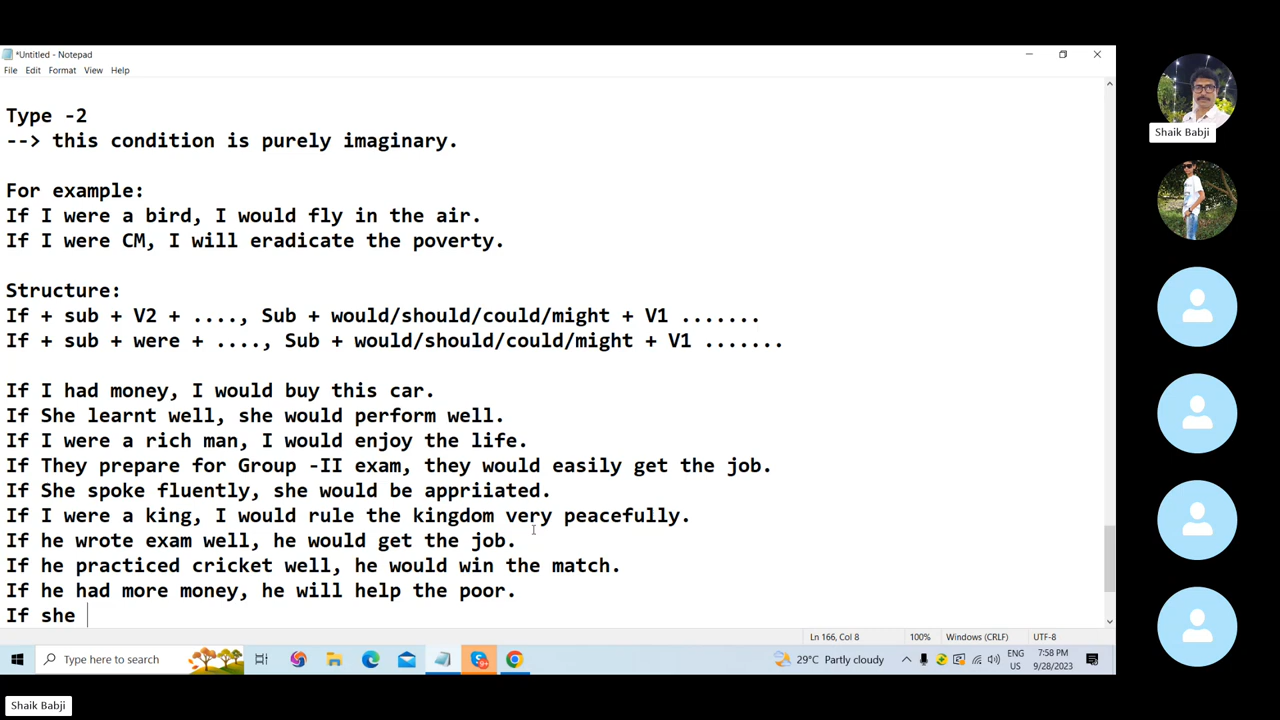 *Untitled - Notepad
File Edit Format View Help
Type -2
--> this condition is purely imaginary.
For example:
If I were a bird, I would fly in the air.
If I were CM, I will eradicate the poverty.
Structure:
If + sub + V2 + ...., Sub + would/should/could/might + V1 .......
If + sub + were + ...., Sub + would/should/could/might + V1 .......
If I had money, I would buy this car.
If She learnt well, she would perform well.
If I were a rich man, I would enjoy the life.
If They prepare for Group -II exam, they would easily get the job.
If She spoke fluently, she would be appriiated.
If I were a king, I would rule the kingdom very peacefully.
If he wrote exam well, he would get the job.
If he practiced cricket well, he would win the match.
If he had more money, he will help the poor.
If she
Ln 166, Col 8 100% Windows (CRLF) UTF-8
Type here to search
29°C Partly cloudy
ENG
US
7:58 PM
9/28/2023
Shaik Babji
Shaik Babji